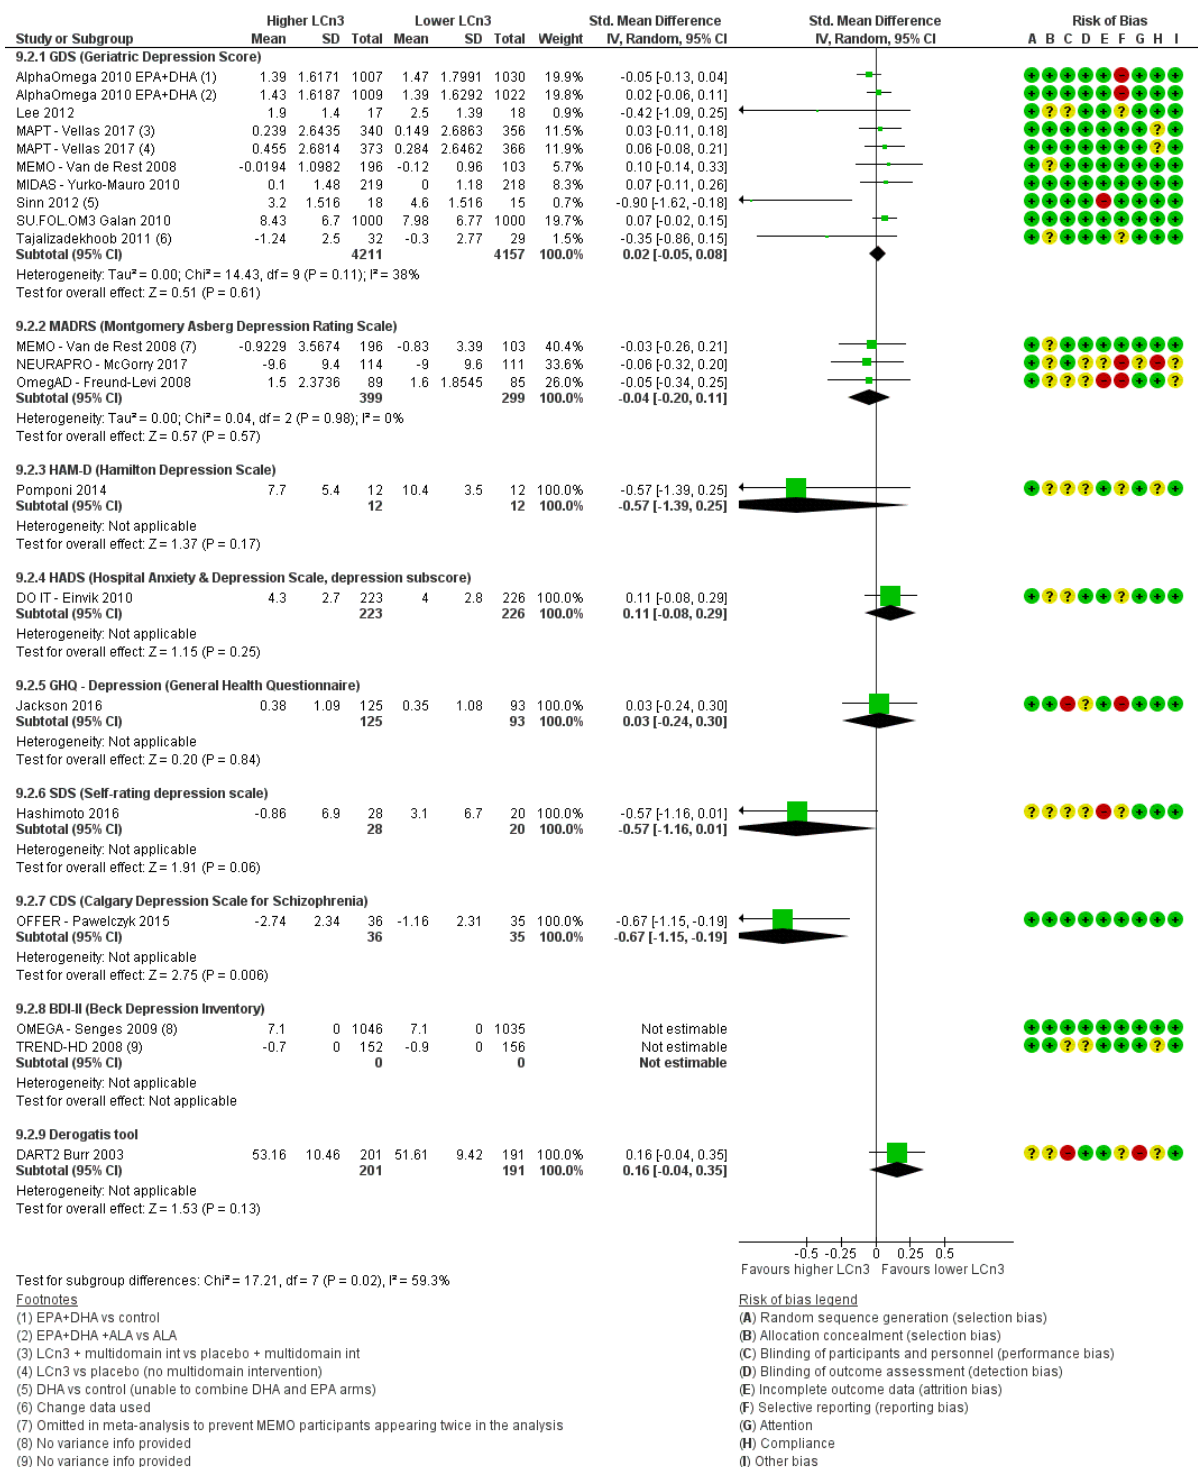 Higher LCn3 Lower LCn3 Std. Mean Difference Std. Mean Difference Risk of Bias
Study or Subgroup Mean SD Total Mean SD Total Weight IV, Random, 95% CI IV, Random, 95% CI A B C D E F G H I
9.2.1 GDS (Geriatric Depression Score)
AlphaOmega 2010 EPA+DHA (1) 1.39 1.6171 1007 1.47 1.7991 1030 19.9% -0.05 [-0.13, 0.04] + + + + + - + + +
AlphaOmega 2010 EPA+DHA (2) 1.43 1.6187 1009 1.39 1.6292 1022 19.8% 0.02 [-0.06, 0.11] + + + + + - + + +
Lee 2012 1.9 1.4 17 2.5 1.39 18 0.9% -0.42 [-1.09, 0.25] + ? ? + + ? + + +
MAPT - Vellas 2017 (3) 0.239 2.6435 340 0.149 2.6863 356 11.5% 0.03 [-0.11, 0.18] + + + + + + + ? +
MAPT - Vellas 2017 (4) 0.455 2.6814 373 0.284 2.6462 366 11.6% 0.06 [-0.08, 0.21] + + + + + + + ? +
MEMO - Van de Rest 2008 -0.0194 1.0982 196 -0.12 0.96 103 5.7% 0.10 [-0.14, 0.33] + ? + + + + + + +
MIDAS - Yurko-Mauro 2010 0.1 1.48 219 0 1.18 218 8.3% 0.07 [-0.11, 0.26] + + + + + + + + +
Sinn 2012 (5) 3.2 1.516 18 4.6 1.516 15 0.7% -0.90 [-1.62, -0.18] + + + + - + + + +
SU.FOL.OM3 Galan 2010 8.43 6.7 1000 7.98 6.77 1000 19.7% 0.07 [-0.02, 0.15] + + + + + + + + +
Tajalizadekhoob 2011 (6) -1.24 2.5 32 -0.3 2.77 29 1.5% -0.35 [-0.86, 0.15] + ? + + + ? + + +
Subtotal (95% CI) 4211 4157 100.0% 0.02 [-0.05, 0.08]
Heterogeneity: Tau² = 0.00; Chi² = 14.43, df = 9 (P = 0.11); I² = 38%
Test for overall effect: Z = 0.51 (P = 0.61)
9.2.2 MADRS (Montgomery Asberg Depression Rating Scale)
MEMO - Van de Rest 2008 (7) -0.9229 3.5674 196 -0.83 3.39 103 40.4% -0.03 [-0.26, 0.21] + ? + + + + + + +
NEURAPRO - McGorry 2017 -9.6 9.4 114 -9 9.6 111 33.6% -0.06 [-0.32, 0.20] + ? + ? ? - ? - ?
OmegAD - Freund-Levi 2008 1.5 2.3736 89 1.6 1.8545 85 26.0% -0.05 [-0.34, 0.25] + ? ? ? - - + + ?
Subtotal (95% CI) 399 299 100.0% -0.04 [-0.20, 0.11]
Heterogeneity: Tau² = 0.00; Chi² = 0.04, df = 2 (P = 0.98); I² = 0%
Test for overall effect: Z = 0.57 (P = 0.57)
9.2.3 HAM-D (Hamilton Depression Scale)
Pomponi 2014 7.7 5.4 12 10.4 3.5 12 100.0% -0.57 [-1.39, 0.25] + ? ? ? + ? + ? +
Subtotal (95% CI) 12 12 100.0% -0.57 [-1.39, 0.25]
Heterogeneity: Not applicable
Test for overall effect: Z = 1.37 (P = 0.17)
9.2.4 HADS (Hospital Anxiety & Depression Scale, depression subscore)
DO IT - Einvik 2010 4.3 2.7 223 4 2.8 226 100.0% 0.11 [-0.08, 0.29] + ? ? + + ? + + +
Subtotal (95% CI) 223 226 100.0% 0.11 [-0.08, 0.29]
Heterogeneity: Not applicable
Test for overall effect: Z = 1.15 (P = 0.25)
9.2.5 GHQ - Depression (General Health Questionnaire)
Jackson 2016 0.38 1.09 125 0.35 1.08 93 100.0% 0.03 [-0.24, 0.30] + + - ? + - + + +
Subtotal (95% CI) 125 93 100.0% 0.03 [-0.24, 0.30]
Heterogeneity: Not applicable
Test for overall effect: Z = 0.20 (P = 0.84)
9.2.6 SDS (Self-rating depression scale)
Hashimoto 2016 -0.86 6.9 28 3.1 6.7 20 100.0% -0.57 [-1.16, 0.01] ? ? ? ? - ? + + +
Subtotal (95% CI) 28 20 100.0% -0.57 [-1.16, 0.01]
Heterogeneity: Not applicable
Test for overall effect: Z = 1.91 (P = 0.06)
9.2.7 CDS (Calgary Depression Scale for Schizophrenia)
OFFER - Pawelczyk 2015 -2.74 2.34 36 -1.16 2.31 35 100.0% -0.67 [-1.15, -0.19] + + + + + + + + +
Subtotal (95% CI) 36 35 100.0% -0.67 [-1.15, -0.19]
Heterogeneity: Not applicable
Test for overall effect: Z = 2.75 (P = 0.006)
9.2.8 BDI-II (Beck Depression Inventory)
OMEGA - Senges 2009 (8) 7.1 0 1046 7.1 0 1035 Not estimable + + + + + + + + +
TREND-HD 2008 (9) -0.7 0 152 -0.9 0 156 Not estimable + + ? ? + + + ? +
Subtotal (95% CI) 0 0 Not estimable
Heterogeneity: Not applicable
Test for overall effect: Not applicable
9.2.9 Derogatis tool
DART2 Burr 2003 53.16 10.46 201 51.61 9.42 191 100.0% 0.16 [-0.04, 0.35] ? ? - + + ? - ? +
Subtotal (95% CI) 201 191 100.0% 0.16 [-0.04, 0.35]
Heterogeneity: Not applicable
Test for overall effect: Z = 1.53 (P = 0.13)
-0.5 -0.25 0 0.25 0.5
Favours higher LCn3 Favours lower LCn3
Test for subgroup differences: Chi² = 17.21, df = 7 (P = 0.02), I² = 59.3%
Footnotes
(1) EPA+DHA vs control
(2) EPA+DHA +ALA vs ALA
(3) LCn3 + multidomain int vs placebo + multidomain int
(4) LCn3 vs placebo (no multidomain intervention)
(5) DHA vs control (unable to combine DHA and EPA arms)
(6) Change data used
(7) Omitted in meta-analysis to prevent MEMO participants appearing twice in the analysis
(8) No variance info provided
(9) No variance info provided
Risk of bias legend
(A) Random sequence generation (selection bias)
(B) Allocation concealment (selection bias)
(C) Blinding of participants and personnel (performance bias)
(D) Blinding of outcome assessment (detection bias)
(E) Incomplete outcome data (attrition bias)
(F) Selective reporting (reporting bias)
(G) Attention
(H) Compliance
(I) Other bias